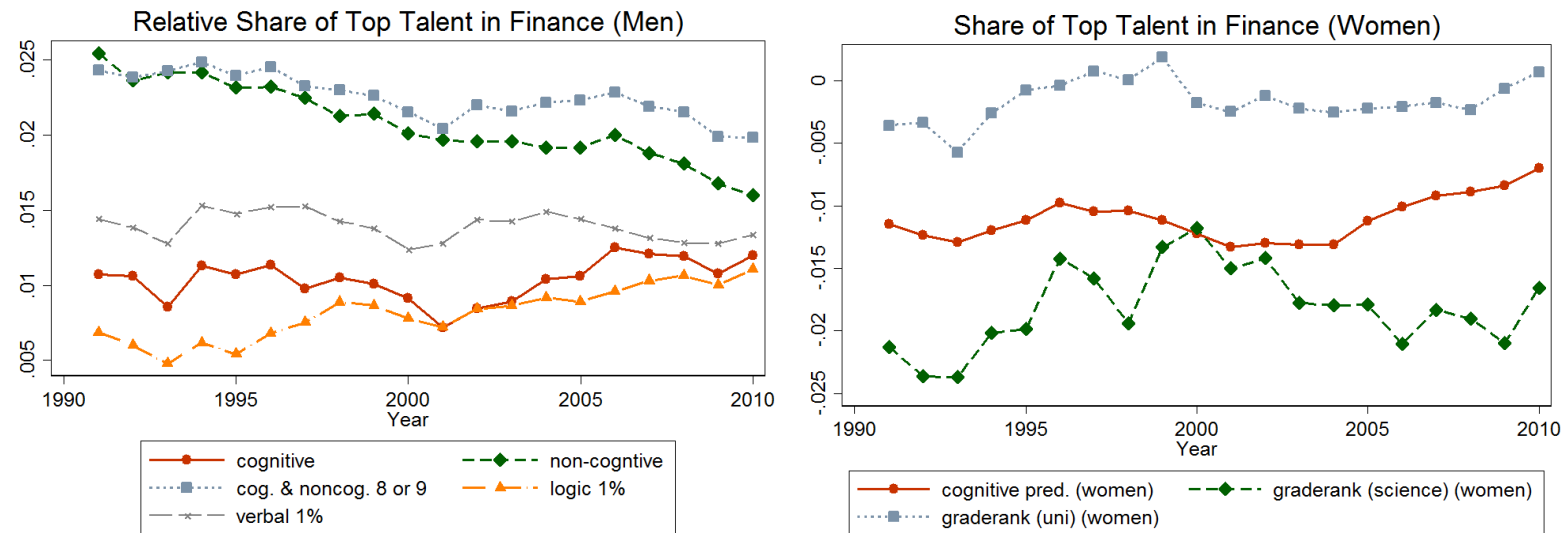 Relative Share of Top Talent in Finance (Men)
.025
.02
.015
.01
.005
1990 1995 2000 2005 2010
Year
cognitive non-cogntive
cog. & noncog. 8 or 9 logic 1%
verbal 1%
Share of Top Talent in Finance (Women)
0
-.005
-.01
-.015
-.02
-.025
1990 1995 2000 2005 2010
Year
cognitive pred. (women) graderank (science) (women)
graderank (uni) (women)